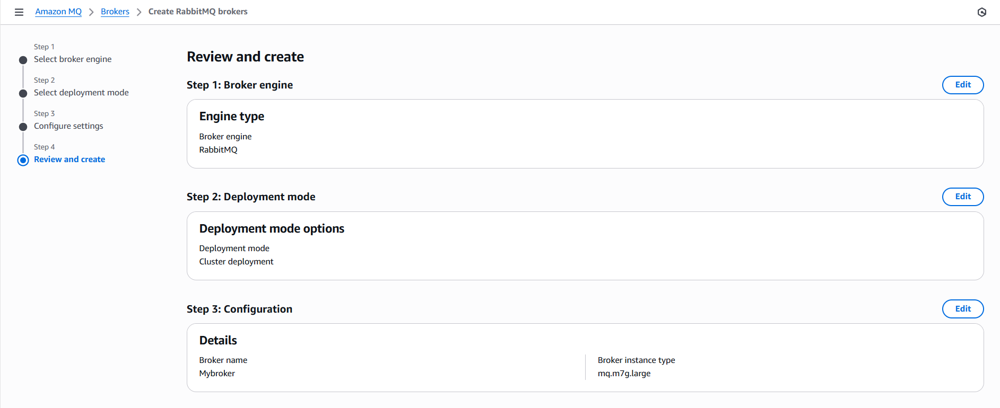 Amazon MQ > Brokers > Create RabbitMQ brokers
Step 1
Select broker engine
Step 2
Select deployment mode
Step 3
Configure settings
Step 4
Review and create
Review and create
Step 1: Broker engine
Edit
Engine type
Broker engine
RabbitMQ
Step 2: Deployment mode
Edit
Deployment mode options
Deployment mode
Cluster deployment
Step 3: Configuration
Edit
Details
Broker name
Mybroker
Broker instance type
mq.m7g.large